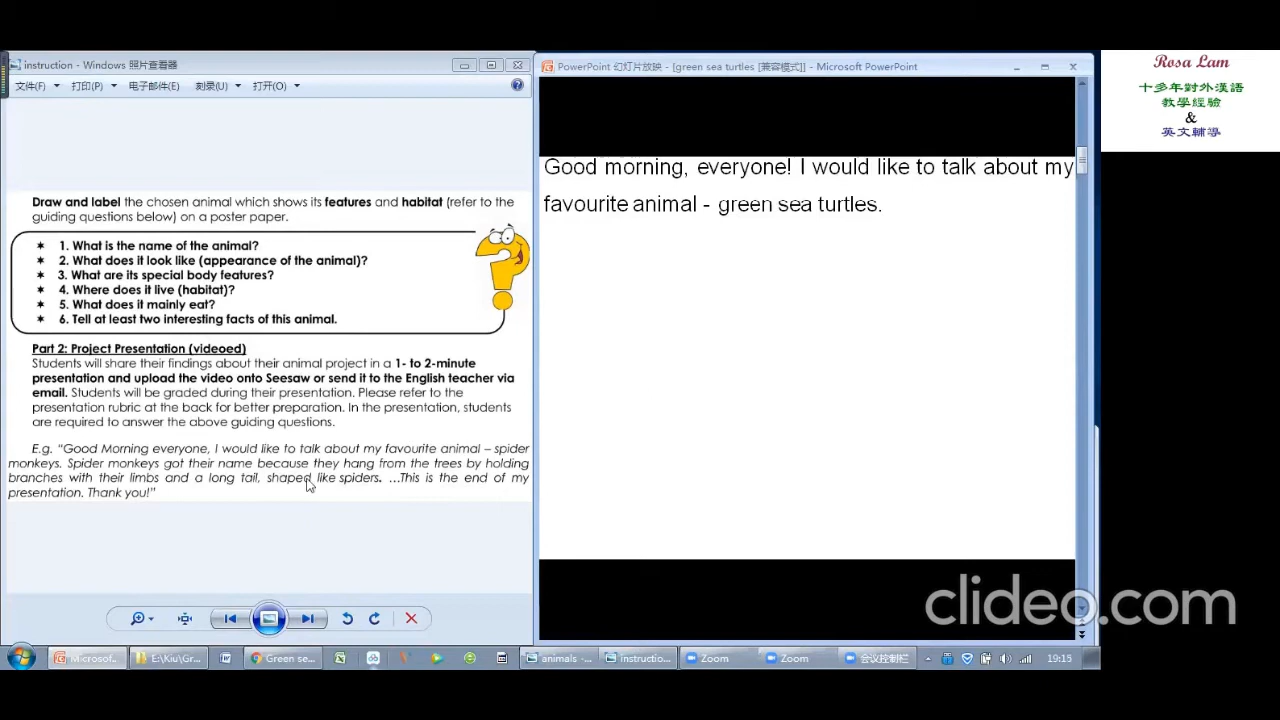 instruction - Windows 照片查看器
文件(F) 打印(P) 电子邮件(E) 刻录(U) 打开(O)
Draw and label the chosen animal which shows its features and habitat (refer to the
guiding questions below) on a poster paper.
✶ 1. What is the name of the animal?
✶ 2. What does it look like (appearance of the animal)?
✶ 3. What are its special body features?
✶ 4. Where does it live (habitat)?
✶ 5. What does it mainly eat?
✶ 6. Tell at least two interesting facts of this animal.
Part 2: Project Presentation (videoed)
Students will share their findings about their animal project in a 1- to 2-minute
presentation and upload the video onto Seesaw or send it to the English teacher via
email. Students will be graded during their presentation. Please refer to the
presentation rubric at the back for better preparation. In the presentation, students
are required to answer the above guiding questions.
E.g. “Good Morning everyone, I would like to talk about my favourite animal – spider
monkeys. Spider monkeys got their name because they hang from the trees by holding
branches with their limbs and a long tail, shaped like spiders. …This is the end of my
presentation. Thank you!”
PowerPoint 幻灯片放映 - [green sea turtles [兼容模式]] - Microsoft PowerPoint
Good morning, everyone! I would like to talk about my
favourite animal - green sea turtles.
Rosa Lam
十多年對外漢語
教學經驗
&
英文輔導
clideo.com
Microsof... E:\Kiu\Gr... Green se... animals -... instructio... Zoom Zoom 会议控制栏 19:15